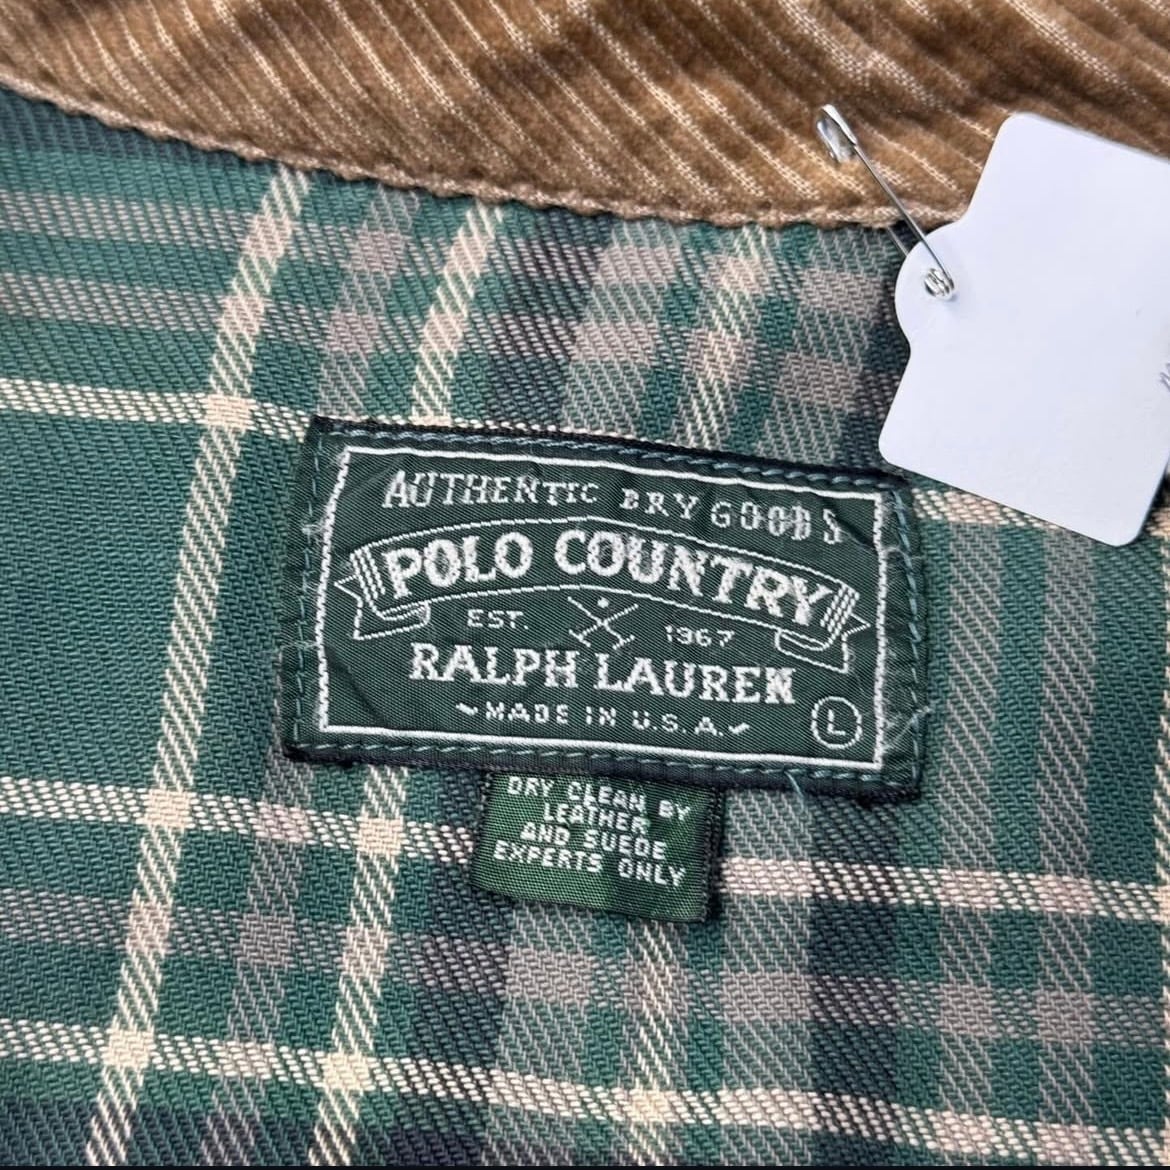 AUTHENTIC DRY GOODS
POLO COUNTRY
EST. 1967
RALPH LAUREN
MADE IN U.S.A.
L
DRY CLEAN BY
LEATHER
AND SUEDE
EXPERTS ONLY